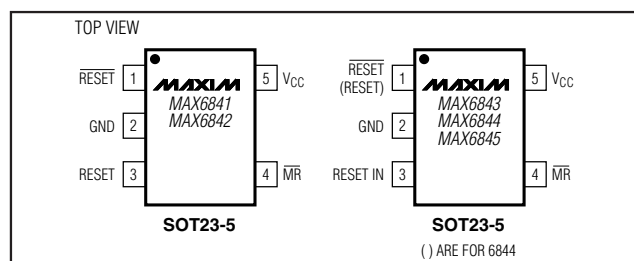 TOP VIEW
RESET 1
5 VCC
MAXIM
MAX6841
MAX6842
GND 2
RESET 3
4 MR
SOT23-5
RESET
(RESET) 1
5 VCC
MAXIM
MAX6843
MAX6844
MAX6845
GND 2
RESET IN 3
4 MR
SOT23-5
( ) ARE FOR 6844